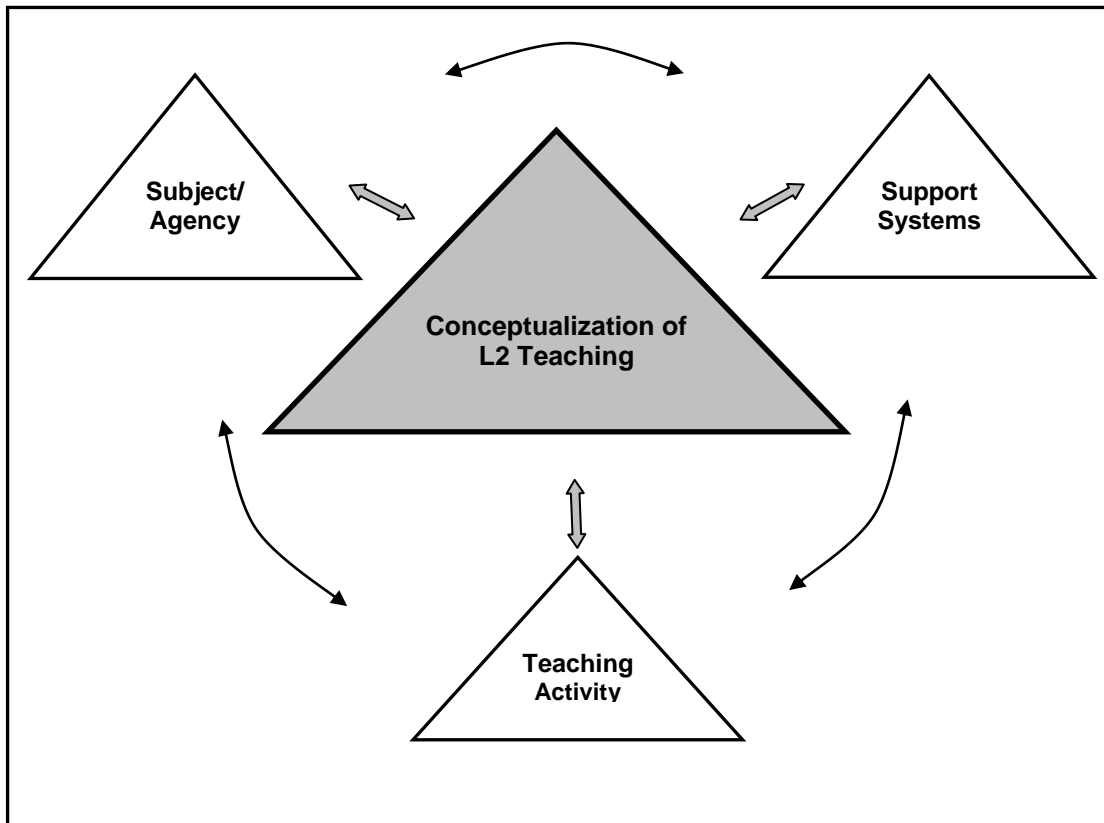 Subject/
Agency
Support
Systems
Conceptualization of
L2 Teaching
Teaching
Activity